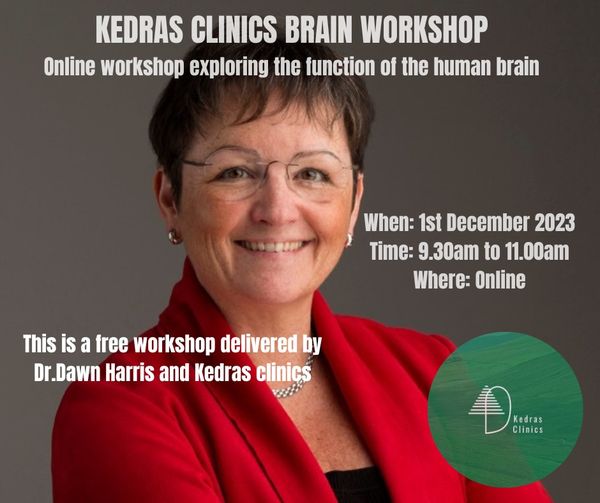 KEDRAS CLINICS BRAIN WORKSHOP
Online workshop exploring the function of the human brain
When: 1st December 2023
Time: 9.30am to 11.00am
Where: Online
This is a free workshop delivered by
Dr.Dawn Harris and Kedras clinics
Kedras
Clinics